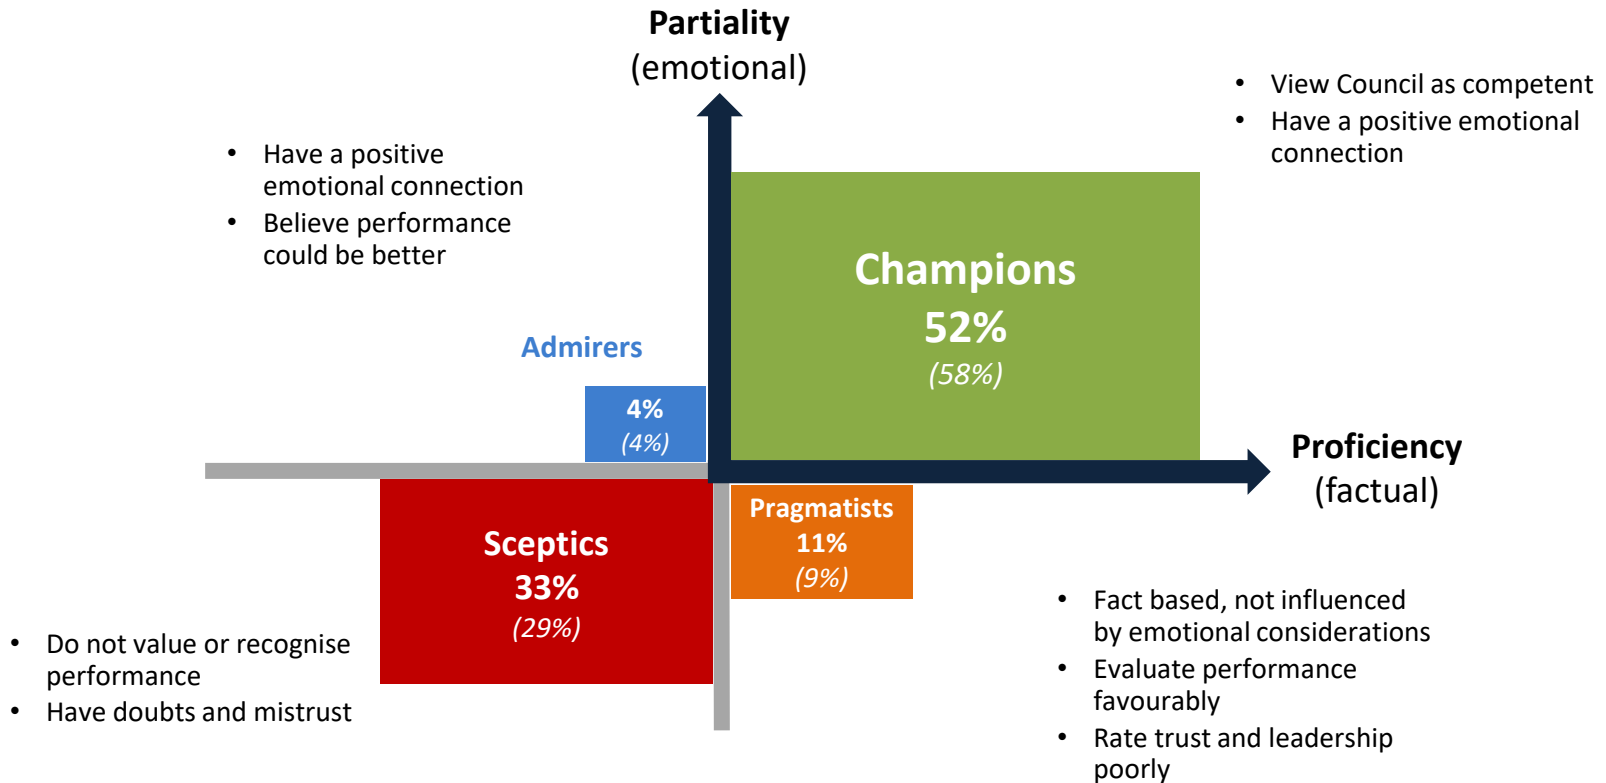 Partiality
(emotional)
• View Council as competent
• Have a positive emotional
connection
• Have a positive
emotional connection
• Believe performance
could be better
Champions
52%
(58%)
Admirers
4%
(4%)
Proficiency
(factual)
Sceptics
33%
(29%)
Pragmatists
11%
(9%)
• Do not value or recognise
performance
• Have doubts and mistrust
• Fact based, not influenced
by emotional considerations
• Evaluate performance
favourably
• Rate trust and leadership
poorly